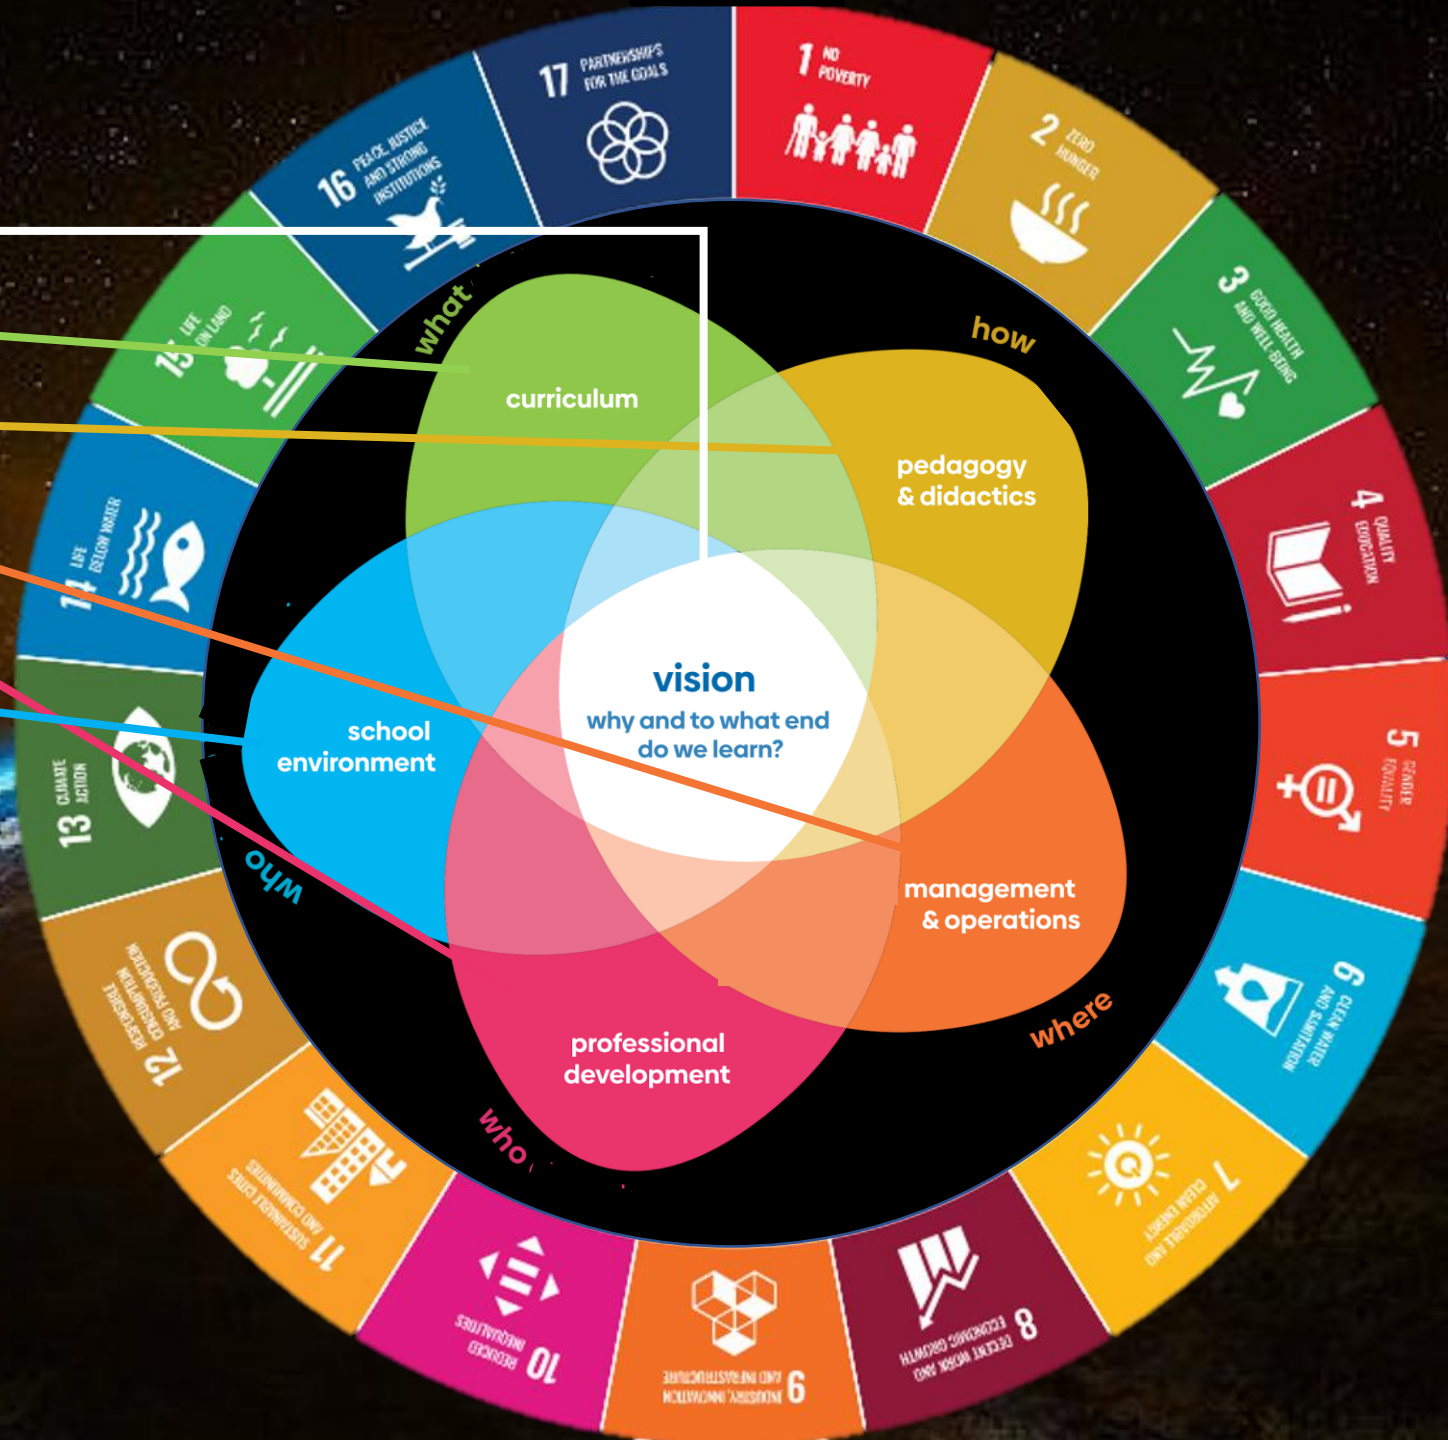 17 PARTNERSHIPS
FOR THE GOALS
1 NO
POVERTY
2 ZERO
HUNGER
3 GOOD HEALTH
AND WELL-BEING
4 QUALITY
EDUCATION
5 GENDER
EQUALITY
6 CLEAN WATER
AND SANITATION
7 AFFORDABLE AND
CLEAN ENERGY
8 DECENT WORK AND
ECONOMIC GROWTH
9 INDUSTRY, INNOVATION
AND INFRASTRUCTURE
10 REDUCED
INEQUALITIES
11 SUSTAINABLE CITIES
AND COMMUNITIES
12 RESPONSIBLE
CONSUMPTION
AND PRODUCTION
13 CLIMATE
ACTION
14 LIFE
BELOW WATER
15 LIFE
ON LAND
16 PEACE, JUSTICE
AND STRONG
INSTITUTIONS
what
curriculum
how
pedagogy
& didactics
vision
why and to what end
do we learn?
school
environment
who
management
& operations
where
professional
development
who